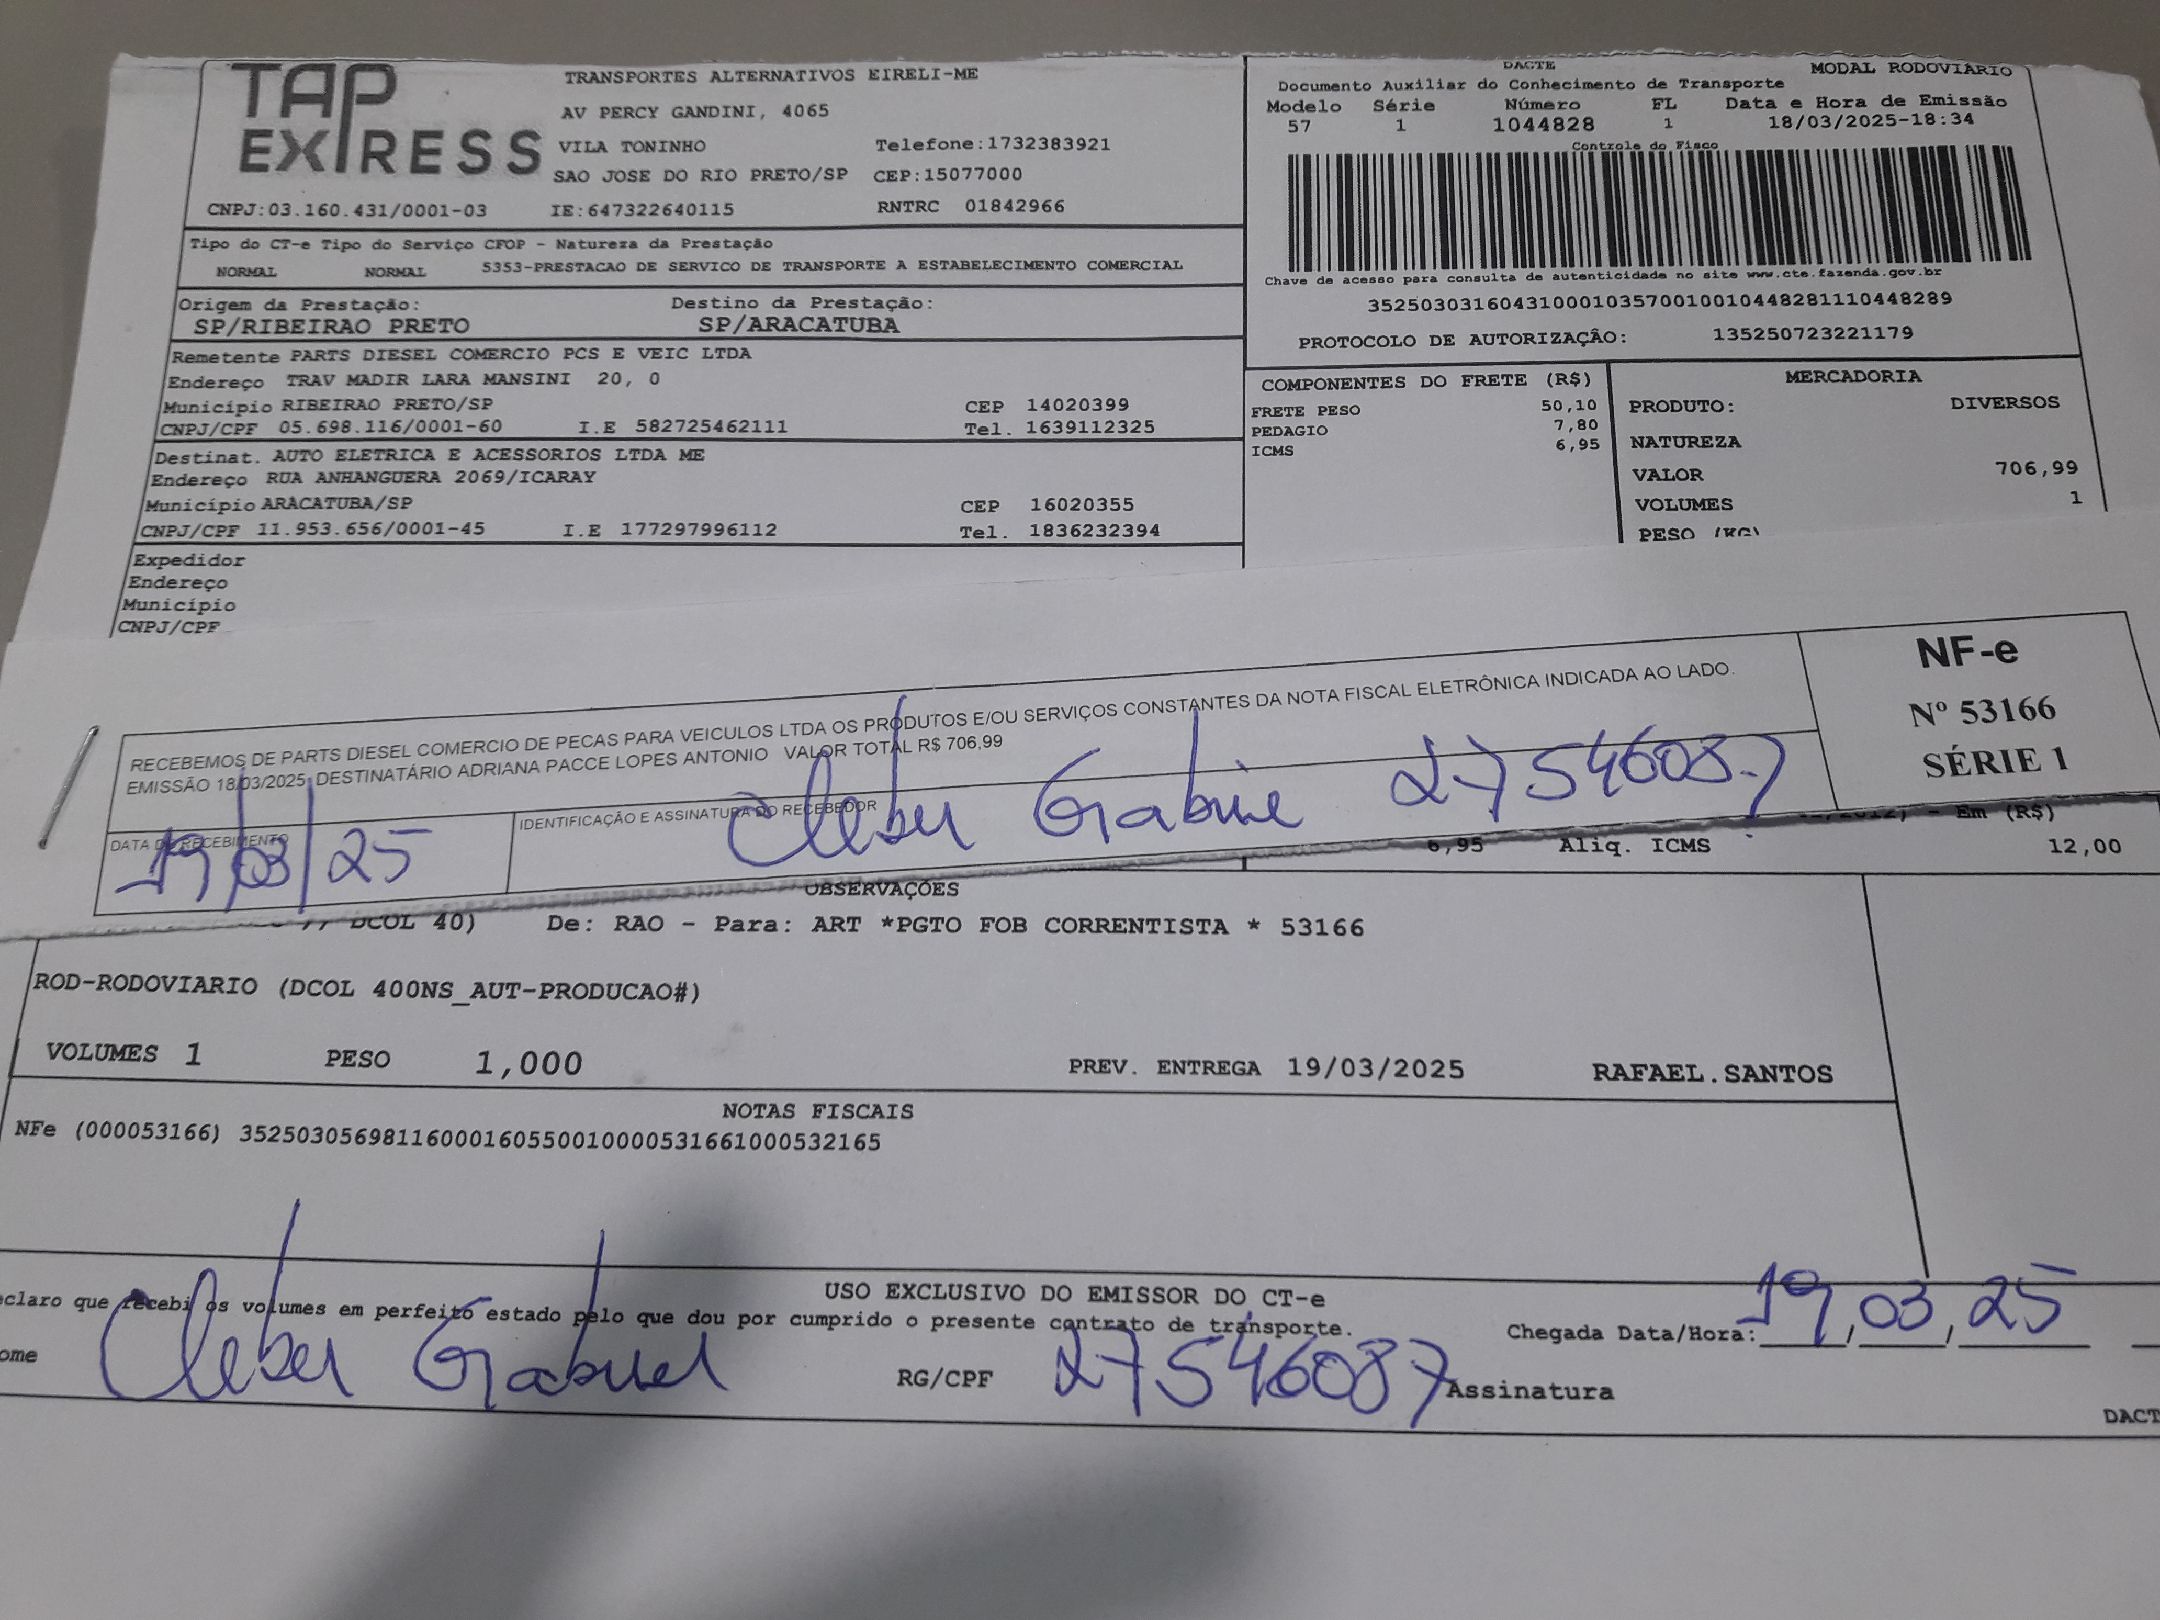 TAP EXPRESS
TRANSPORTES ALTERNATIVOS EIRELI-ME
AV PERCY GANDINI, 4065
VILA TONINHO Telefone:1732383921
SAO JOSE DO RIO PRETO/SP CEP:15077000
CNPJ:03.160.431/0001-03 IE:647322640115 RNTRC 01842966
Tipo do CT-e Tipo do Serviço CFOP - Natureza da Prestação
NORMAL NORMAL 5353-PRESTACAO DE SERVICO DE TRANSPORTE A ESTABELECIMENTO COMERCIAL
Origem da Prestação: Destino da Prestação:
SP/RIBEIRAO PRETO SP/ARACATUBA
Remetente PARTS DIESEL COMERCIO PCS E VEIC LTDA
Endereço TRAV MADIR LARA MANSINI 20, 0
Município RIBEIRAO PRETO/SP CEP 14020399
CNPJ/CPF 05.698.116/0001-60 I.E 582725462111 Tel. 1639112325
Destinat. AUTO ELETRICA E ACESSORIOS LTDA ME
Endereço RUA ANHANGUERA 2069/ICARAY
Município ARACATUBA/SP CEP 16020355
CNPJ/CPF 11.953.656/0001-45 I.E 177297996112 Tel. 1836232394
Expedidor
Endereço
Município
CNPJ/CPF
DACTE MODAL RODOVIÁRIO
Documento Auxiliar do Conhecimento de Transporte
Modelo Série Número FL Data e Hora de Emissão
57 1 1044828 1 18/03/2025-18:34
Controle do Fisco
Chave de acesso para consulta de autenticidade no site www.cte.fazenda.gov.br
35250303160431000103570010010448281110448289
PROTOCOLO DE AUTORIZAÇÃO: 135250723221179
COMPONENTES DO FRETE (R$)
FRETE PESO 50,10
PEDAGIO 7,80
ICMS 6,95
MERCADORIA
PRODUTO: DIVERSOS
NATUREZA
VALOR 706,99
VOLUMES 1
PESO (KG)
RECEBEMOS DE PARTS DIESEL COMERCIO DE PECAS PARA VEICULOS LTDA OS PRODUTOS E/OU SERVIÇOS CONSTANTES DA NOTA FISCAL ELETRÔNICA INDICADA AO LADO.
EMISSÃO 18/03/2025 DESTINATÁRIO ADRIANA PACCE LOPES ANTONIO VALOR TOTAL R$ 706,99
DATA DO RECEBIMENTO IDENTIFICAÇÃO E ASSINATURA DO RECEBEDOR
19/03/25 Cleber Gabrie 27546087
NF-e
Nº 53166
SÉRIE 1
- Em (R$)
6,95 Aliq. ICMS 12,00
OBSERVAÇÕES
DCOL 40) De: RAO - Para: ART *PGTO FOB CORRENTISTA * 53166
ROD-RODOVIARIO (DCOL 400NS_AUT-PRODUCAO#)
VOLUMES 1 PESO 1,000 PREV. ENTREGA 19/03/2025 RAFAEL.SANTOS
NOTAS FISCAIS
NFe (000053166) 35250305698116000160550010000531661000532165
USO EXCLUSIVO DO EMISSOR DO CT-e
eclaro que recebi os volumes em perfeito estado pelo que dou por cumprido o presente contrato de transporte.
Chegada Data/Hora: 19/03/25
ome Cleber Gabriel RG/CPF 27546087 Assinatura
DACT